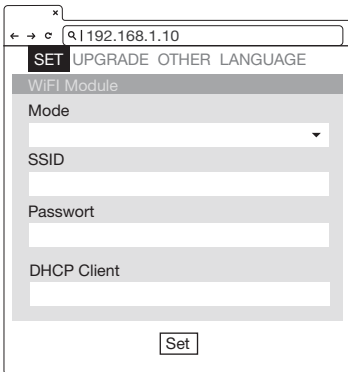 192.168.1.10
SET UPGRADE OTHER LANGUAGE
WiFI Module
Mode
SSID
Passwort
DHCP Client
Set